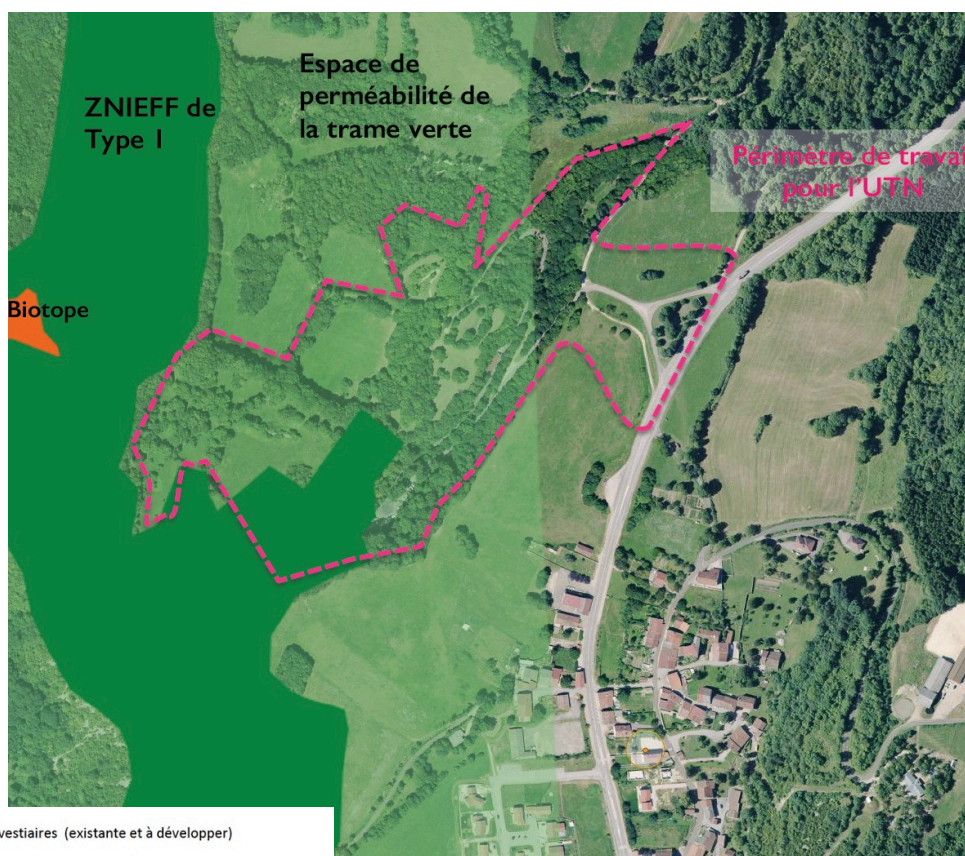 Espace de
perméabilité de
la trame verte
ZNIEFF de
Type I
Périmètre de travai
pour l'UTN
Biotope
vestiaires (existante et à développer)